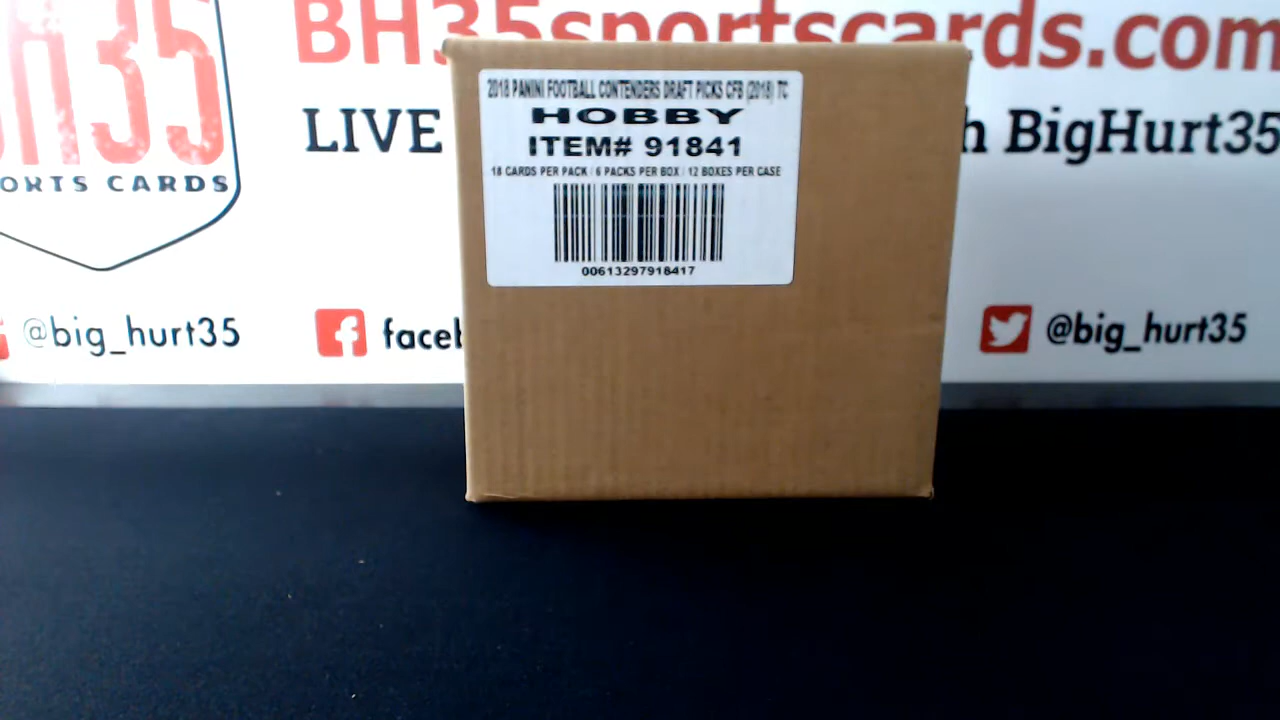 BH35
ORTS CARDS
BH35sportscards.com
LIVE
h BigHurt35
2018 PANINI FOOTBALL CONTENDERS DRAFT PICKS CFB (2018) TC
HOBBY
ITEM# 91841
18 CARDS PER PACK / 6 PACKS PER BOX / 12 BOXES PER CASE
00613297918417
@big_hurt35
faceb
@big_hurt35